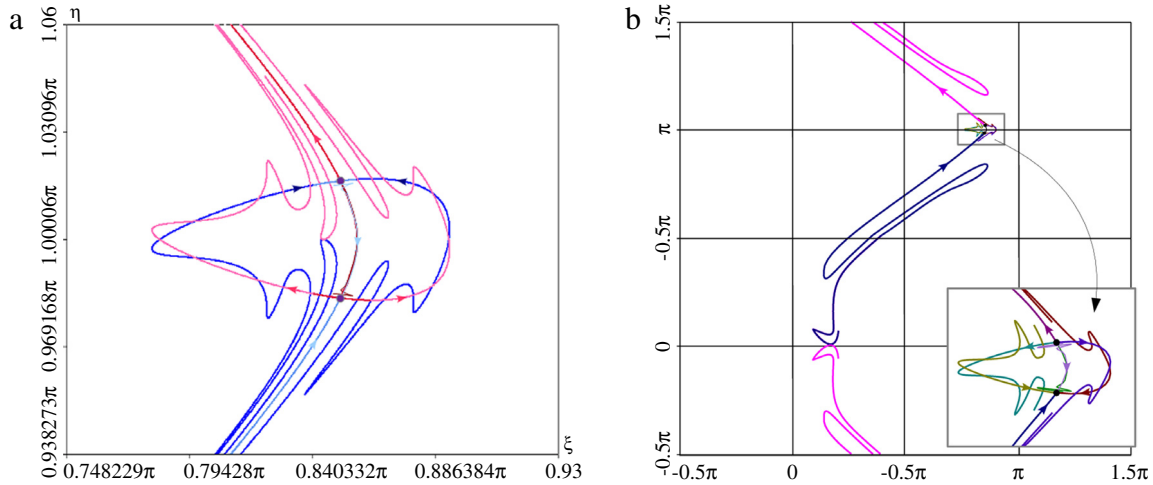 a
η
1.06
1.03096π
1.00006π
0.969168π
0.938273π
0.748229π
0.79428π
0.840332π
0.886384π
0.93
ξ
b
1.5π
π
-0.5π
0
-0.5π
-0.5π
0
-0.5π
π
1.5π